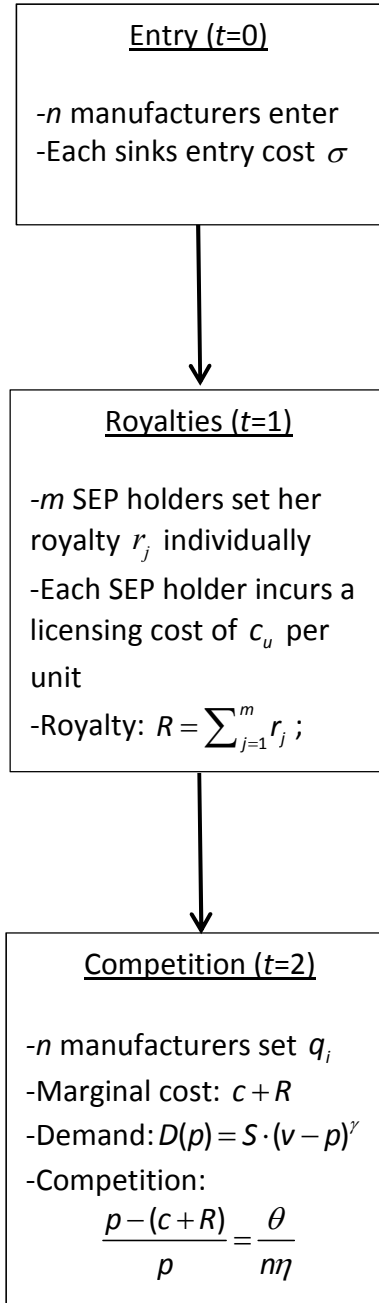 Entry (t=0)
-n manufacturers enter
-Each sinks entry cost σ
Royalties (t=1)
-m SEP holders set her
royalty r_j individually
-Each SEP holder incurs a
licensing cost of c_u per
unit
-Royalty: R = ∑_{j=1}^{m} r_j ;
Competition (t=2)
-n manufacturers set q_i
-Marginal cost: c + R
-Demand: D(p) = S · (v − p)^γ
-Competition:
\frac{p − (c + R)}{p} = \frac{θ}{nη}